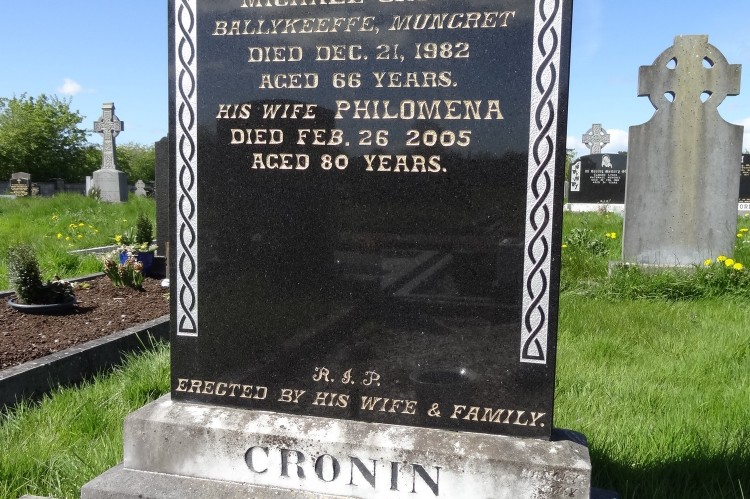 BALLYKEEFFE, MUNGRET
DIED DEC. 21, 1982
AGED 66 YEARS.
HIS WIFE PHILOMENA
DIED FEB. 26 2005
AGED 80 YEARS.
R.I.P.
ERECTED BY HIS WIFE & FAMILY.
CRONIN